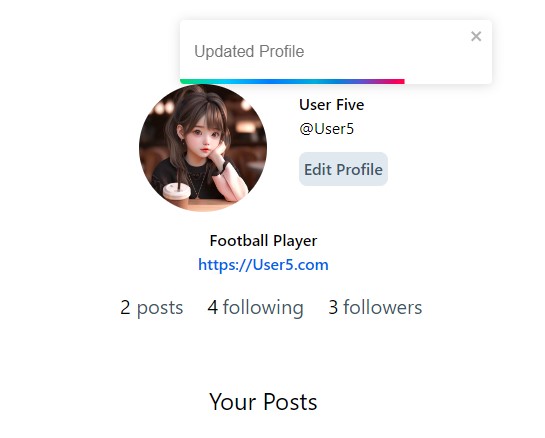 Updated Profile
×
User Five
@User5
Edit Profile
Football Player
https://User5.com
2 posts 4 following 3 followers
Your Posts